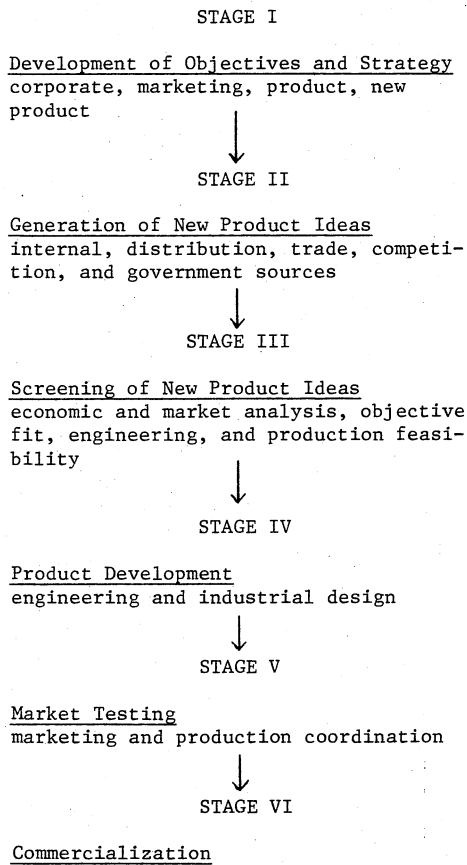 STAGE I
Development of Objectives and Strategy
corporate, marketing, product, new
product
STAGE II
Generation of New Product Ideas
internal, distribution, trade, competi-
tion, and government sources
STAGE III
Screening of New Product Ideas
economic and market analysis, objective
fit, engineering, and production feasi-
bility
STAGE IV
Product Development
engineering and industrial design
STAGE V
Market Testing
marketing and production coordination
STAGE VI
Commercialization